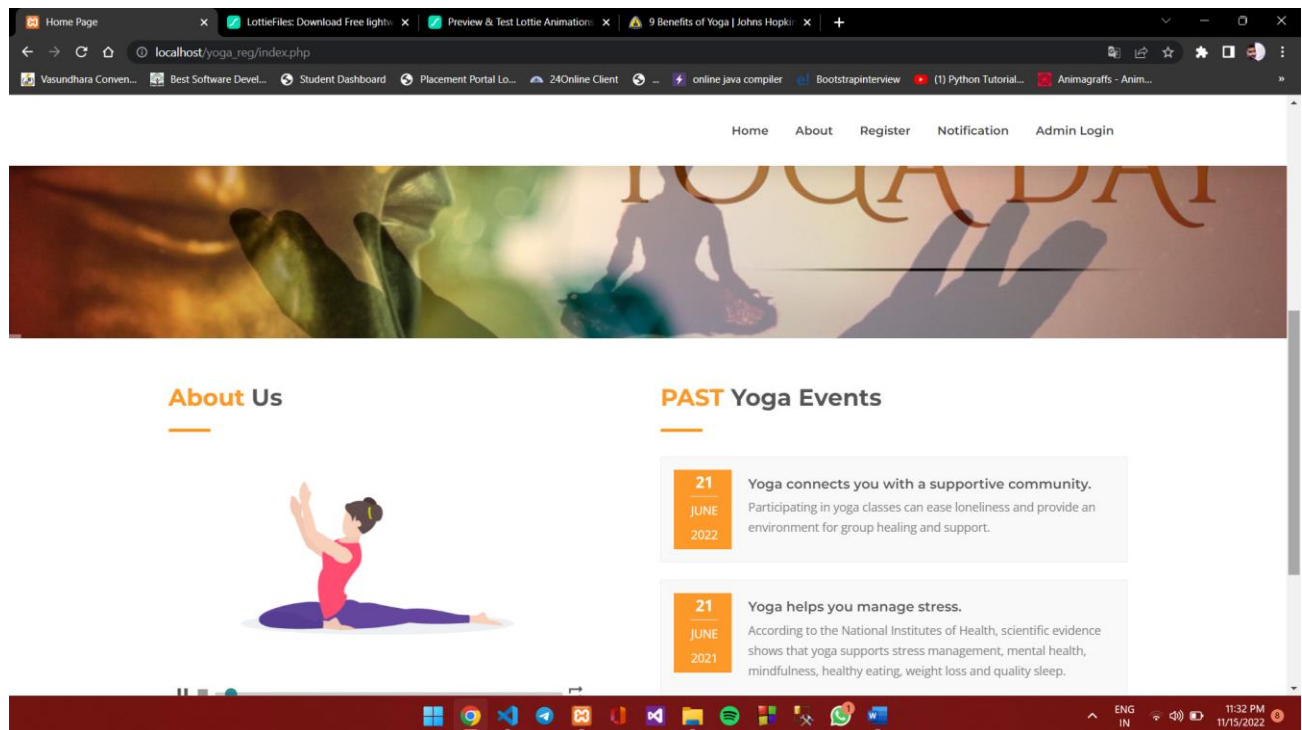 Home Page
LottieFiles: Download Free lightw
Preview & Test Lottie Animations
9 Benefits of Yoga | Johns Hopkin
localhost/yoga_reg/index.php
Vasundhara Conven...
Best Software Devel...
Student Dashboard
Placement Portal Lo...
24Online Client
...
online java compiler
Bootstrapinterview
(1) Python Tutorial...
Animagraffs - Anim...
Home About Register Notification Admin Login
YOGA DAY
About Us
PAST Yoga Events
21
JUNE
2022
Yoga connects you with a supportive community.
Participating in yoga classes can ease loneliness and provide an
environment for group healing and support.
21
JUNE
2021
Yoga helps you manage stress.
According to the National Institutes of Health, scientific evidence
shows that yoga supports stress management, mental health,
mindfulness, healthy eating, weight loss and quality sleep.
ENG
IN
11:32 PM
11/15/2022
8